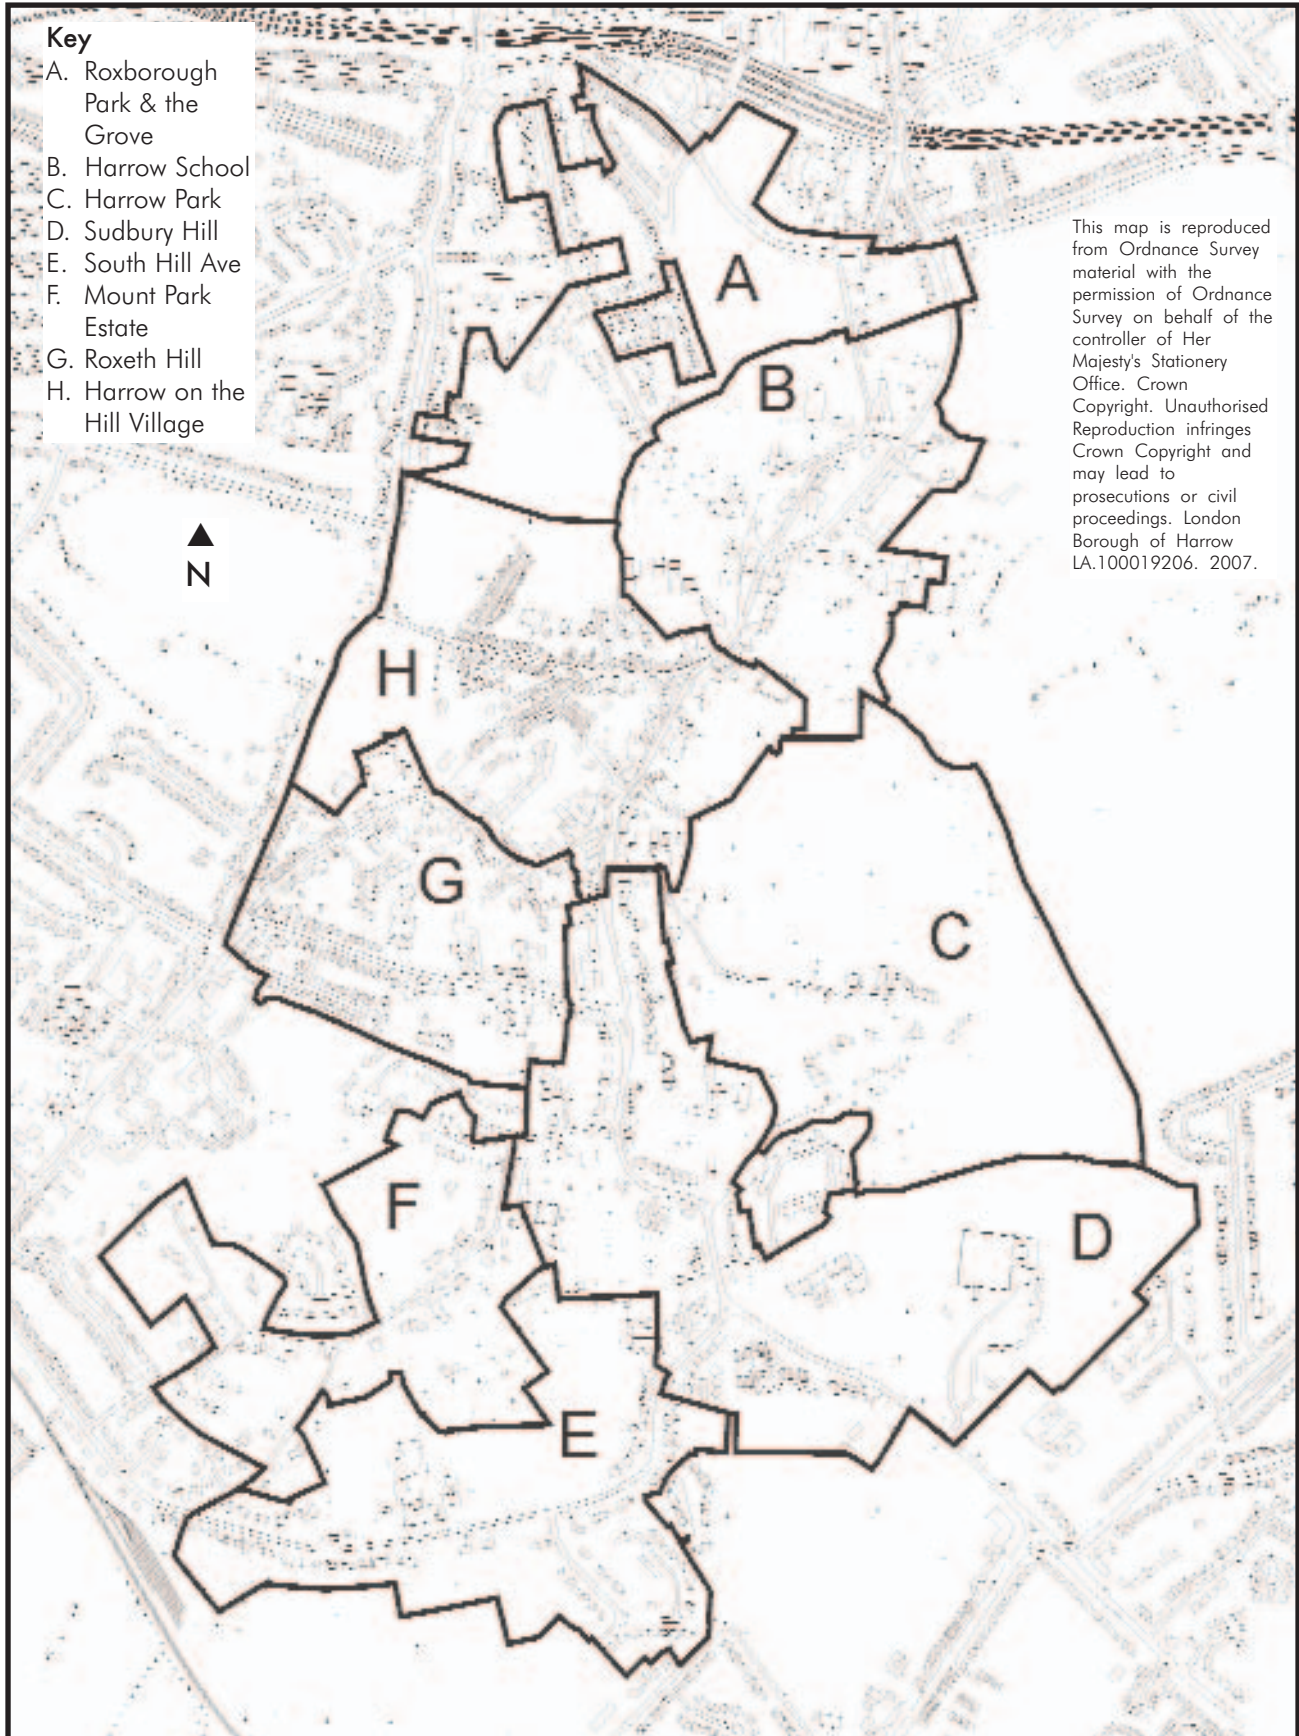 Key
A. Roxborough
Park & the
Grove
B. Harrow School
C. Harrow Park
D. Sudbury Hill
E. South Hill Ave
F. Mount Park
Estate
G. Roxeth Hill
H. Harrow on the
Hill Village
N
This map is reproduced
from Ordnance Survey
material with the
permission of Ordnance
Survey on behalf of the
controller of Her
Majesty's Stationery
Office. Crown
Copyright. Unauthorised
Reproduction infringes
Crown Copyright and
may lead to
prosecutions or civil
proceedings. London
Borough of Harrow
LA.100019206. 2007.
A
B
H
G
C
F
D
E